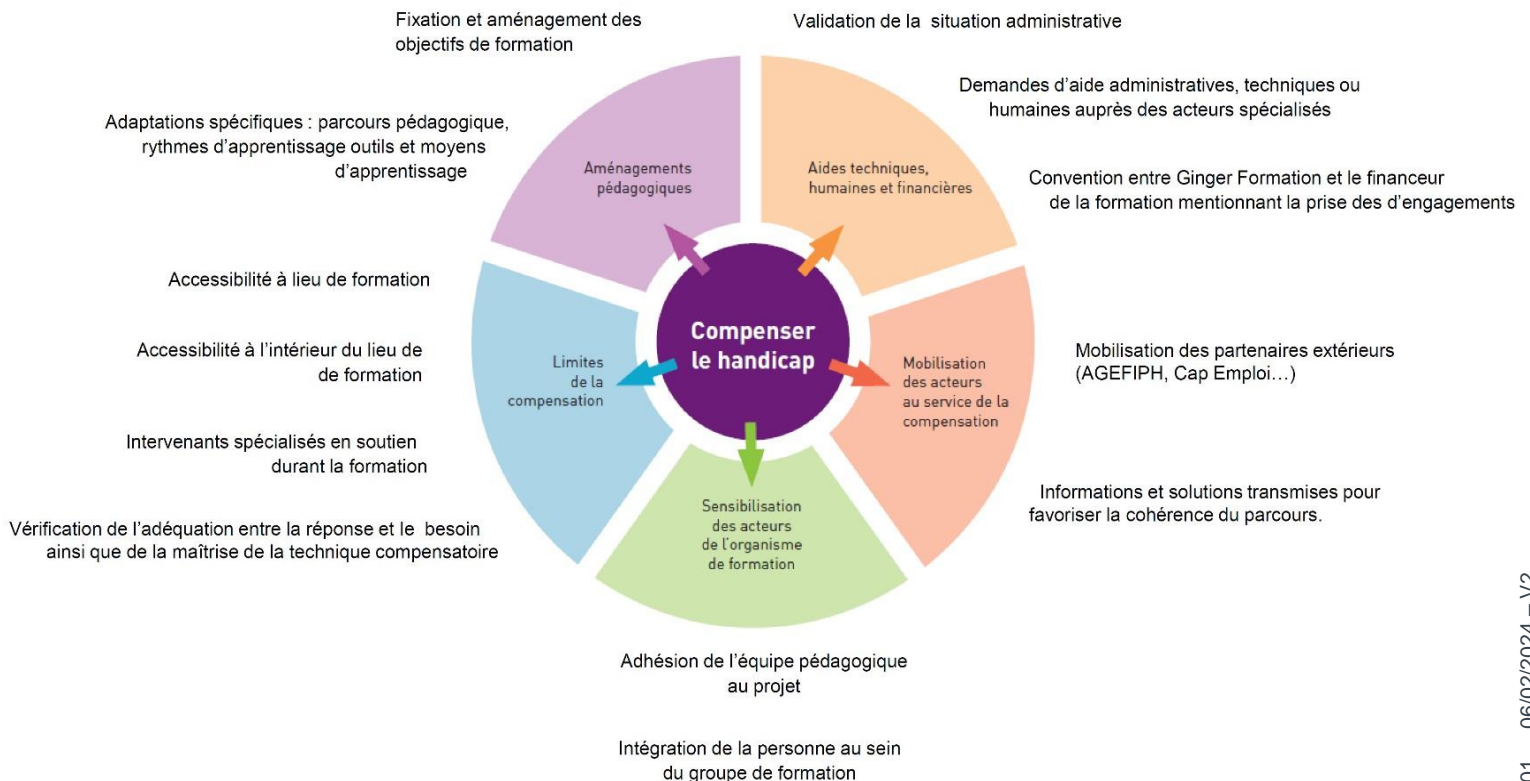 Fixation et aménagement des
objectifs de formation
Validation de la situation administrative
Adaptations spécifiques : parcours pédagogique,
rythmes d'apprentissage outils et moyens
d'apprentissage
Demandes d'aide administratives, techniques ou
humaines auprès des acteurs spécialisés
Aménagements
pédagogiques
Aides techniques,
humaines et financières
Convention entre Ginger Formation et le financeur
de la formation mentionnant la prise des d'engagements
Accessibilité à lieu de formation
Accessibilité à l'intérieur du lieu de
de formation
Intervenants spécialisés en soutien
durant la formation
Vérification de l'adéquation entre la réponse et le besoin
ainsi que de la maîtrise de la technique compensatoire
Limites
de la
compensation
Compenser
le handicap
Mobilisation
des acteurs
au service de la
compensation
Mobilisation des partenaires extérieurs
(AGEFIPH, Cap Emploi…)
Informations et solutions transmises pour
favoriser la cohérence du parcours.
Sensibilisation
des acteurs
de l'organisme
de formation
Adhésion de l'équipe pédagogique
au projet
Intégration de la personne au sein
du groupe de formation
01 06/02/2024 – V2